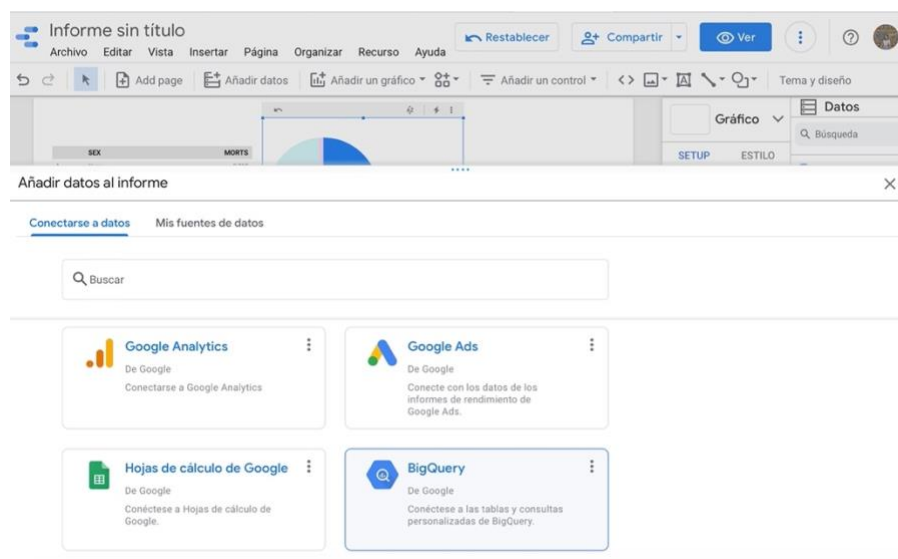 Informe sin título
Archivo Editar Vista Insertar Página Organizar Recurso Ayuda
Restablecer
Compartir
Ver
Add page
Añadir datos
Añadir un gráfico
Añadir un control
Tema y diseño
SEX MORTS
Gráfico
SETUP ESTILO
Datos
Búsqueda
Añadir datos al informe
Conectarse a datos Mis fuentes de datos
Buscar
Google Analytics
De Google
Conectarse a Google Analytics
Google Ads
De Google
Conecte con los datos de los
informes de rendimiento de
Google Ads.
Hojas de cálculo de Google
De Google
Conéctese a Hojas de cálculo de
Google.
BigQuery
De Google
Conéctese a las tablas y consultas
personalizadas de BigQuery.